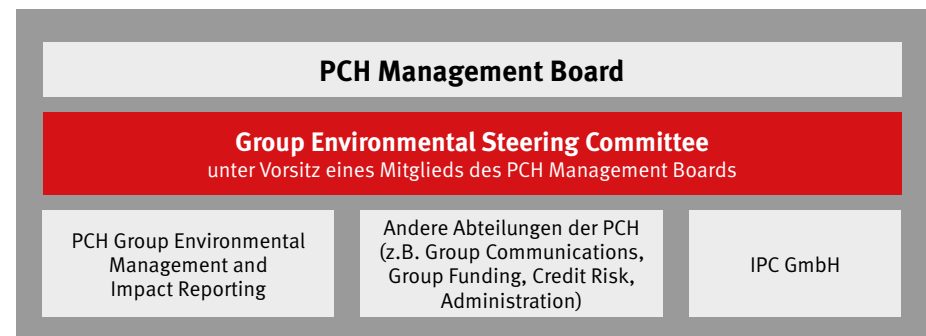 PCH Management Board
Group Environmental Steering Committee
unter Vorsitz eines Mitglieds des PCH Management Boards
PCH Group Environmental
Management and
Impact Reporting
Andere Abteilungen der PCH
(z.B. Group Communications,
Group Funding, Credit Risk,
Administration)
IPC GmbH